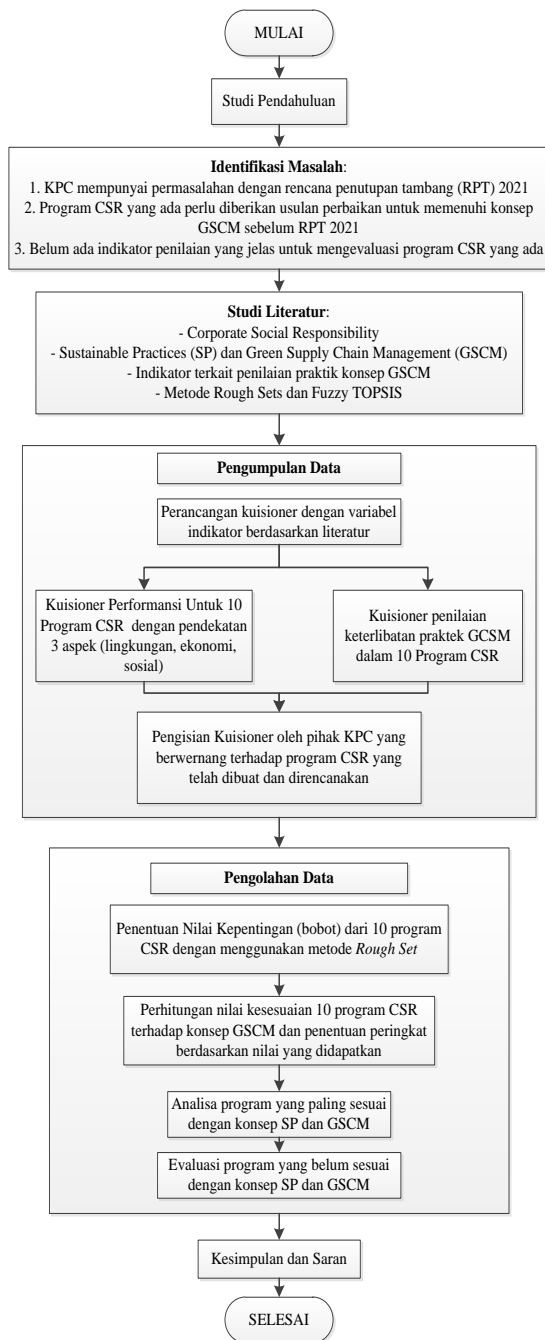 MULAI
Studi Pendahuluan
Identifikasi Masalah:
1. KPC mempunyai permasalahan dengan rencana penutupan tambang (RPT) 2021
2. Program CSR yang ada perlu diberikan usulan perbaikan untuk memenuhi konsep
GSCM sebelum RPT 2021
3. Belum ada indikator penilaian yang jelas untuk mengevaluasi program CSR yang ada
Studi Literatur:
- Corporate Social Responsibility
- Sustainable Practices (SP) dan Green Supply Chain Management (GSCM)
- Indikator terkait penilaian praktik konsep GSCM
- Metode Rough Sets dan Fuzzy TOPSIS
Pengumpulan Data
Perancangan kuisioner dengan variabel
indikator berdasarkan literatur
Kuisioner Performansi Untuk 10
Program CSR dengan pendekatan
3 aspek (lingkungan, ekonomi,
sosial)
Kuisioner penilaian
keterlibatan praktek GCSM
dalam 10 Program CSR
Pengisian Kuisioner oleh pihak KPC yang
berwernang terhadap program CSR yang
telah dibuat dan direncanakan
Pengolahan Data
Penentuan Nilai Kepentingan (bobot) dari 10 program
CSR dengan menggunakan metode Rough Set
Perhitungan nilai kesesuaian 10 program CSR
terhadap konsep GSCM dan penentuan peringkat
berdasarkan nilai yang didapatkan
Analisa program yang paling sesuai
dengan konsep SP dan GSCM
Evaluasi program yang belum sesuai
dengan konsep SP dan GSCM
Kesimpulan dan Saran
SELESAI